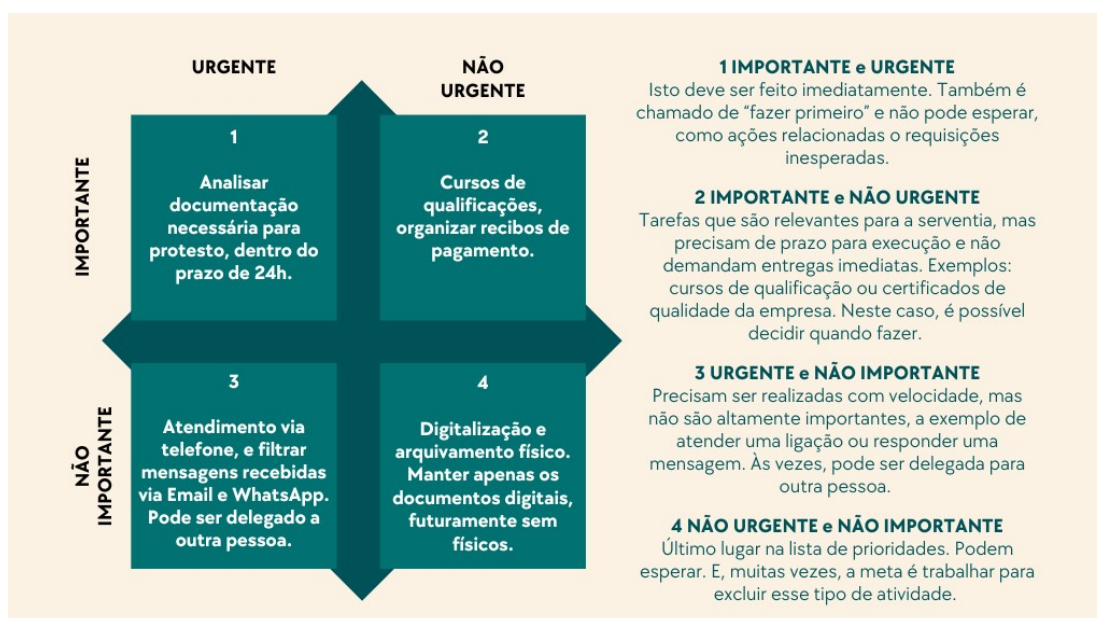 URGENTE
NÃO
URGENTE
IMPORTANTE
NÃO
IMPORTANTE
1
Analisar
documentação
necessária para
protesto, dentro do
prazo de 24h.
2
Cursos de
qualificações,
organizar recibos de
pagamento.
3
Atendimento via
telefone, e filtrar
mensagens recebidas
via Email e WhatsApp.
Pode ser delegado a
outra pessoa.
4
Digitalização e
arquivamento físico.
Manter apenas os
documentos digitais,
futuramente sem
físicos.
1 IMPORTANTE e URGENTE
Isto deve ser feito imediatamente. Também é
chamado de “fazer primeiro” e não pode esperar,
como ações relacionadas o requisições
inesperadas.
2 IMPORTANTE e NÃO URGENTE
Tarefas que são relevantes para a serventia, mas
precisam de prazo para execução e não
demandam entregas imediatas. Exemplos:
cursos de qualificação ou certificados de
qualidade da empresa. Neste caso, é possível
decidir quando fazer.
3 URGENTE e NÃO IMPORTANTE
Precisam ser realizadas com velocidade, mas
não são altamente importantes, a exemplo de
atender uma ligação ou responder uma
mensagem. Às vezes, pode ser delegada para
outra pessoa.
4 NÃO URGENTE e NÃO IMPORTANTE
Último lugar na lista de prioridades. Podem
esperar. E, muitas vezes, a meta é trabalhar para
excluir esse tipo de atividade.